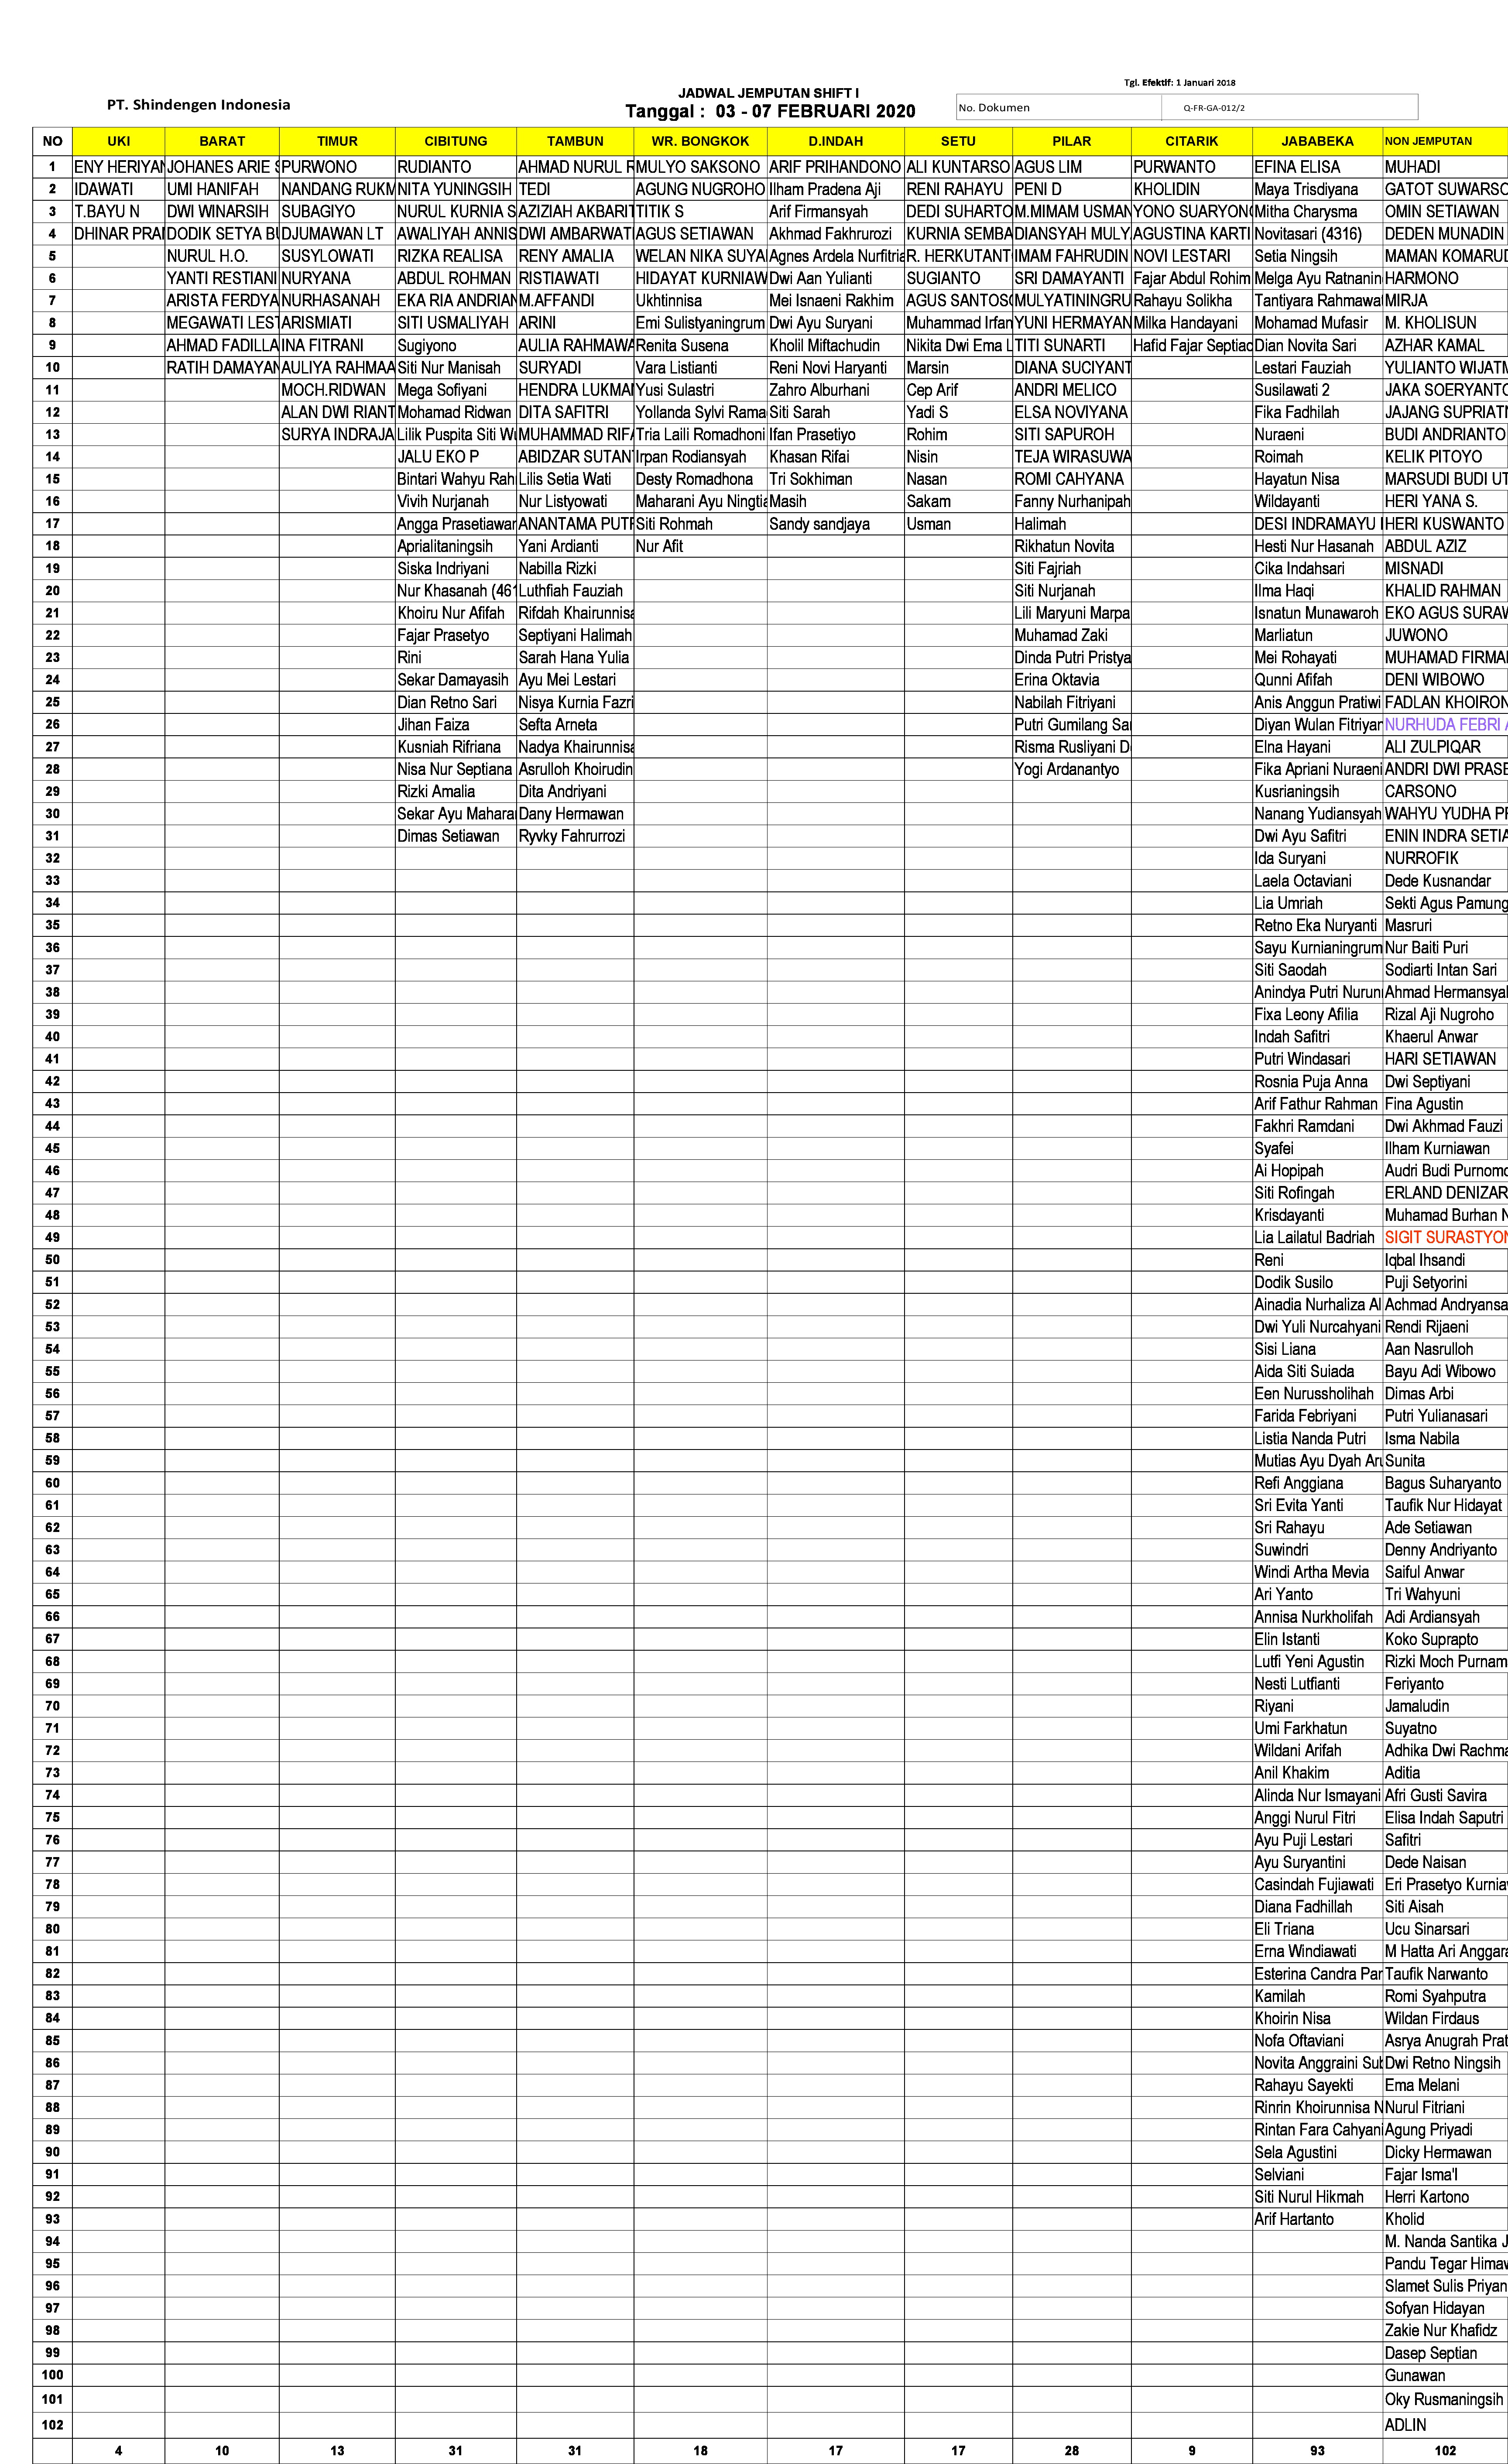 Tgl. Efektif: 1 Januari 2018
JADWAL JEMPUTAN SHIFT I
PT. Shindengen Indonesia
Tanggal : 03 - 07 FEBRUARI 2020
No. Dokumen Q-FR-GA-012/2
NO UKI BARAT TIMUR CIBITUNG TAMBUN WR. BONGKOK D.INDAH SETU PILAR CITARIK JABABEKA NON JEMPUTAN
1 ENY HERIYAN JOHANES ARIE S PURWONO RUDIANTO AHMAD NURUL R MULYO SAKSONO ARIF PRIHANDONO ALI KUNTARSO AGUS LIM PURWANTO EFINA ELISA MUHADI
2 IDAWATI UMI HANIFAH NANDANG RUKM NITA YUNINGSIH TEDI AGUNG NUGROHO Ilham Pradena Aji RENI RAHAYU PENI D KHOLIDIN Maya Trisdiyana GATOT SUWARSO
3 T.BAYU N DWI WINARSIH SUBAGIYO NURUL KURNIA S AZIZIAH AKBARIT TITIK S Arif Firmansyah DEDI SUHARTO M.MIMAM USMAN YONO SUARYONO Mitha Charysma OMIN SETIAWAN
4 DHINAR PRAN DODIK SETYA BU DJUMAWAN LT AWALIYAH ANNIS DWI AMBARWATI AGUS SETIAWAN Akhmad Fakhrurozi KURNIA SEMBA DIANSYAH MULYA AGUSTINA KARTI Novitasari (4316) DEDEN MUNADIN
5 NURUL H.O. SUSYLOWATI RIZKA REALISA RENY AMALIA WELAN NIKA SUYA Agnes Ardela Nurfitria R. HERKUTANT IMAM FAHRUDIN NOVI LESTARI Setia Ningsih MAMAN KOMARUD
6 YANTI RESTIANI NURYANA ABDUL ROHMAN RISTIAWATI HIDAYAT KURNIAW Dwi Aan Yulianti SUGIANTO SRI DAMAYANTI Fajar Abdul Rohim Melga Ayu Ratnanin HARMONO
7 ARISTA FERDYA NURHASANAH EKA RIA ANDRIAN M.AFFANDI Ukhtinnisa Mei Isnaeni Rakhim AGUS SANTOSO MULYATININGRU Rahayu Solikha Tantiyara Rahmawat MIRJA
8 MEGAWATI LEST ARISMIATI SITI USMALIYAH ARINI Emi Sulistyaningrum Dwi Ayu Suryani Muhammad Irfan YUNI HERMAYAN Milka Handayani Mohamad Mufasir M. KHOLISUN
9 AHMAD FADILLA INA FITRANI Sugiyono AULIA RAHMAWA Renita Susena Kholil Miftachudin Nikita Dwi Ema L TITI SUNARTI Hafid Fajar Septiad Dian Novita Sari AZHAR KAMAL
10 RATIH DAMAYAN AULIYA RAHMAA Siti Nur Manisah SURYADI Vara Listianti Reni Novi Haryanti Marsin DIANA SUCIYANT Lestari Fauziah YULIANTO WIJATM
11 MOCH.RIDWAN Mega Sofiyani HENDRA LUKMAN Yusi Sulastri Zahro Alburhani Cep Arif ANDRI MELICO Susilawati 2 JAKA SOERYANTO
12 ALAN DWI RIANT Mohamad Ridwan DITA SAFITRI Yollanda Sylvi Rama Siti Sarah Yadi S ELSA NOVIYANA Fika Fadhilah JAJANG SUPRIATN
13 SURYA INDRAJA Lilik Puspita Siti Wu MUHAMMAD RIFA Tria Laili Romadhoni Ifan Prasetiyo Rohim SITI SAPUROH Nuraeni BUDI ANDRIANTO
14 JALU EKO P ABIDZAR SUTANT Irpan Rodiansyah Khasan Rifai Nisin TEJA WIRASUWA Roimah KELIK PITOYO
15 Bintari Wahyu Rah Lilis Setia Wati Desty Romadhona Tri Sokhiman Nasan ROMI CAHYANA Hayatun Nisa MARSUDI BUDI UT
16 Vivih Nurjanah Nur Listyowati Maharani Ayu Ningtia Masih Sakam Fanny Nurhanipah Wildayanti HERI YANA S.
17 Angga Prasetiawan ANANTAMA PUTR Siti Rohmah Sandy sandjaya Usman Halimah DESI INDRAMAYU HERI KUSWANTO
18 Aprialitaningsih Yani Ardianti Nur Afit Rikhatun Novita Hesti Nur Hasanah ABDUL AZIZ
19 Siska Indriyani Nabilla Rizki Siti Fajriah Cika Indahsari MISNADI
20 Nur Khasanah (461 Luthfiah Fauziah Siti Nurjanah Ilma Haqi KHALID RAHMAN
21 Khoiru Nur Afifah Rifdah Khairunnisa Lili Maryuni Marpa Isnatun Munawaroh EKO AGUS SURAW
22 Fajar Prasetyo Septiyani Halimah Muhamad Zaki Marliatun JUWONO
23 Rini Sarah Hana Yulia Dinda Putri Pristya Mei Rohayati MUHAMAD FIRMAN
24 Sekar Damayasih Ayu Mei Lestari Erina Oktavia Qunni Afifah DENI WIBOWO
25 Dian Retno Sari Nisya Kurnia Fazri Nabilah Fitriyani Anis Anggun Pratiwi FADLAN KHOIRON
26 Jihan Faiza Sefta Arneta Putri Gumilang Sar Diyan Wulan Fitriyan NURHUDA FEBRI A
27 Kusniah Rifriana Nadya Khairunnisa Risma Rusliyani D Elna Hayani ALI ZULPIQAR
28 Nisa Nur Septiana Asrulloh Khoirudin Yogi Ardanantyo Fika Apriani Nuraeni ANDRI DWI PRASE
29 Rizki Amalia Dita Andriyani Kusrianingsih CARSONO
30 Sekar Ayu Maharan Dany Hermawan Nanang Yudiansyah WAHYU YUDHA PR
31 Dimas Setiawan Ryvky Fahrurrozi Dwi Ayu Safitri ENIN INDRA SETIA
32 Ida Suryani NURROFIK
33 Laela Octaviani Dede Kusnandar
34 Lia Umriah Sekti Agus Pamung
35 Retno Eka Nuryanti Masruri
36 Sayu Kurnianingrum Nur Baiti Puri
37 Siti Saodah Sodiarti Intan Sari
38 Anindya Putri Nurun Ahmad Hermansyah
39 Fixa Leony Afilia Rizal Aji Nugroho
40 Indah Safitri Khaerul Anwar
41 Putri Windasari HARI SETIAWAN
42 Rosnia Puja Anna Dwi Septiyani
43 Arif Fathur Rahman Fina Agustin
44 Fakhri Ramdani Dwi Akhmad Fauzi
45 Syafei Ilham Kurniawan
46 Ai Hopipah Audri Budi Purnomo
47 Siti Rofingah ERLAND DENIZAR
48 Krisdayanti Muhamad Burhan N
49 Lia Lailatul Badriah SIGIT SURASTYON
50 Reni Iqbal Ihsandi
51 Dodik Susilo Puji Setyorini
52 Ainadia Nurhaliza Al Achmad Andryansa
53 Dwi Yuli Nurcahyani Rendi Rijaeni
54 Sisi Liana Aan Nasrulloh
55 Aida Siti Suiada Bayu Adi Wibowo
56 Een Nurussholihah Dimas Arbi
57 Farida Febriyani Putri Yulianasari
58 Listia Nanda Putri Isma Nabila
59 Mutias Ayu Dyah Aru Sunita
60 Refi Anggiana Bagus Suharyanto
61 Sri Evita Yanti Taufik Nur Hidayat
62 Sri Rahayu Ade Setiawan
63 Suwindri Denny Andriyanto
64 Windi Artha Mevia Saiful Anwar
65 Ari Yanto Tri Wahyuni
66 Annisa Nurkholifah Adi Ardiansyah
67 Elin Istanti Koko Suprapto
68 Lutfi Yeni Agustin Rizki Moch Purnam
69 Nesti Lutfianti Feriyanto
70 Riyani Jamaludin
71 Umi Farkhatun Suyatno
72 Wildani Arifah Adhika Dwi Rachma
73 Anil Khakim Aditia
74 Alinda Nur Ismayani Afri Gusti Savira
75 Anggi Nurul Fitri Elisa Indah Saputri
76 Ayu Puji Lestari Safitri
77 Ayu Suryantini Dede Naisan
78 Casindah Fujiawati Eri Prasetyo Kurniaw
79 Diana Fadhillah Siti Aisah
80 Eli Triana Ucu Sinarsari
81 Erna Windiawati M Hatta Ari Anggara
82 Esterina Candra Par Taufik Narwanto
83 Kamilah Romi Syahputra
84 Khoirin Nisa Wildan Firdaus
85 Nofa Oftaviani Asrya Anugrah Prat
86 Novita Anggraini Sub Dwi Retno Ningsih
87 Rahayu Sayekti Ema Melani
88 Rinrin Khoirunnisa N Nurul Fitriani
89 Rintan Fara Cahyani Agung Priyadi
90 Sela Agustini Dicky Hermawan
91 Selviani Fajar Isma'I
92 Siti Nurul Hikmah Herri Kartono
93 Arif Hartanto Kholid
94 M. Nanda Santika J
95 Pandu Tegar Himaw
96 Slamet Sulis Priyan
97 Sofyan Hidayan
98 Zakie Nur Khafidz
99 Dasep Septian
100 Gunawan
101 Oky Rusmaningsih
102 ADLIN
4 10 13 31 31 18 17 17 28 9 93 102